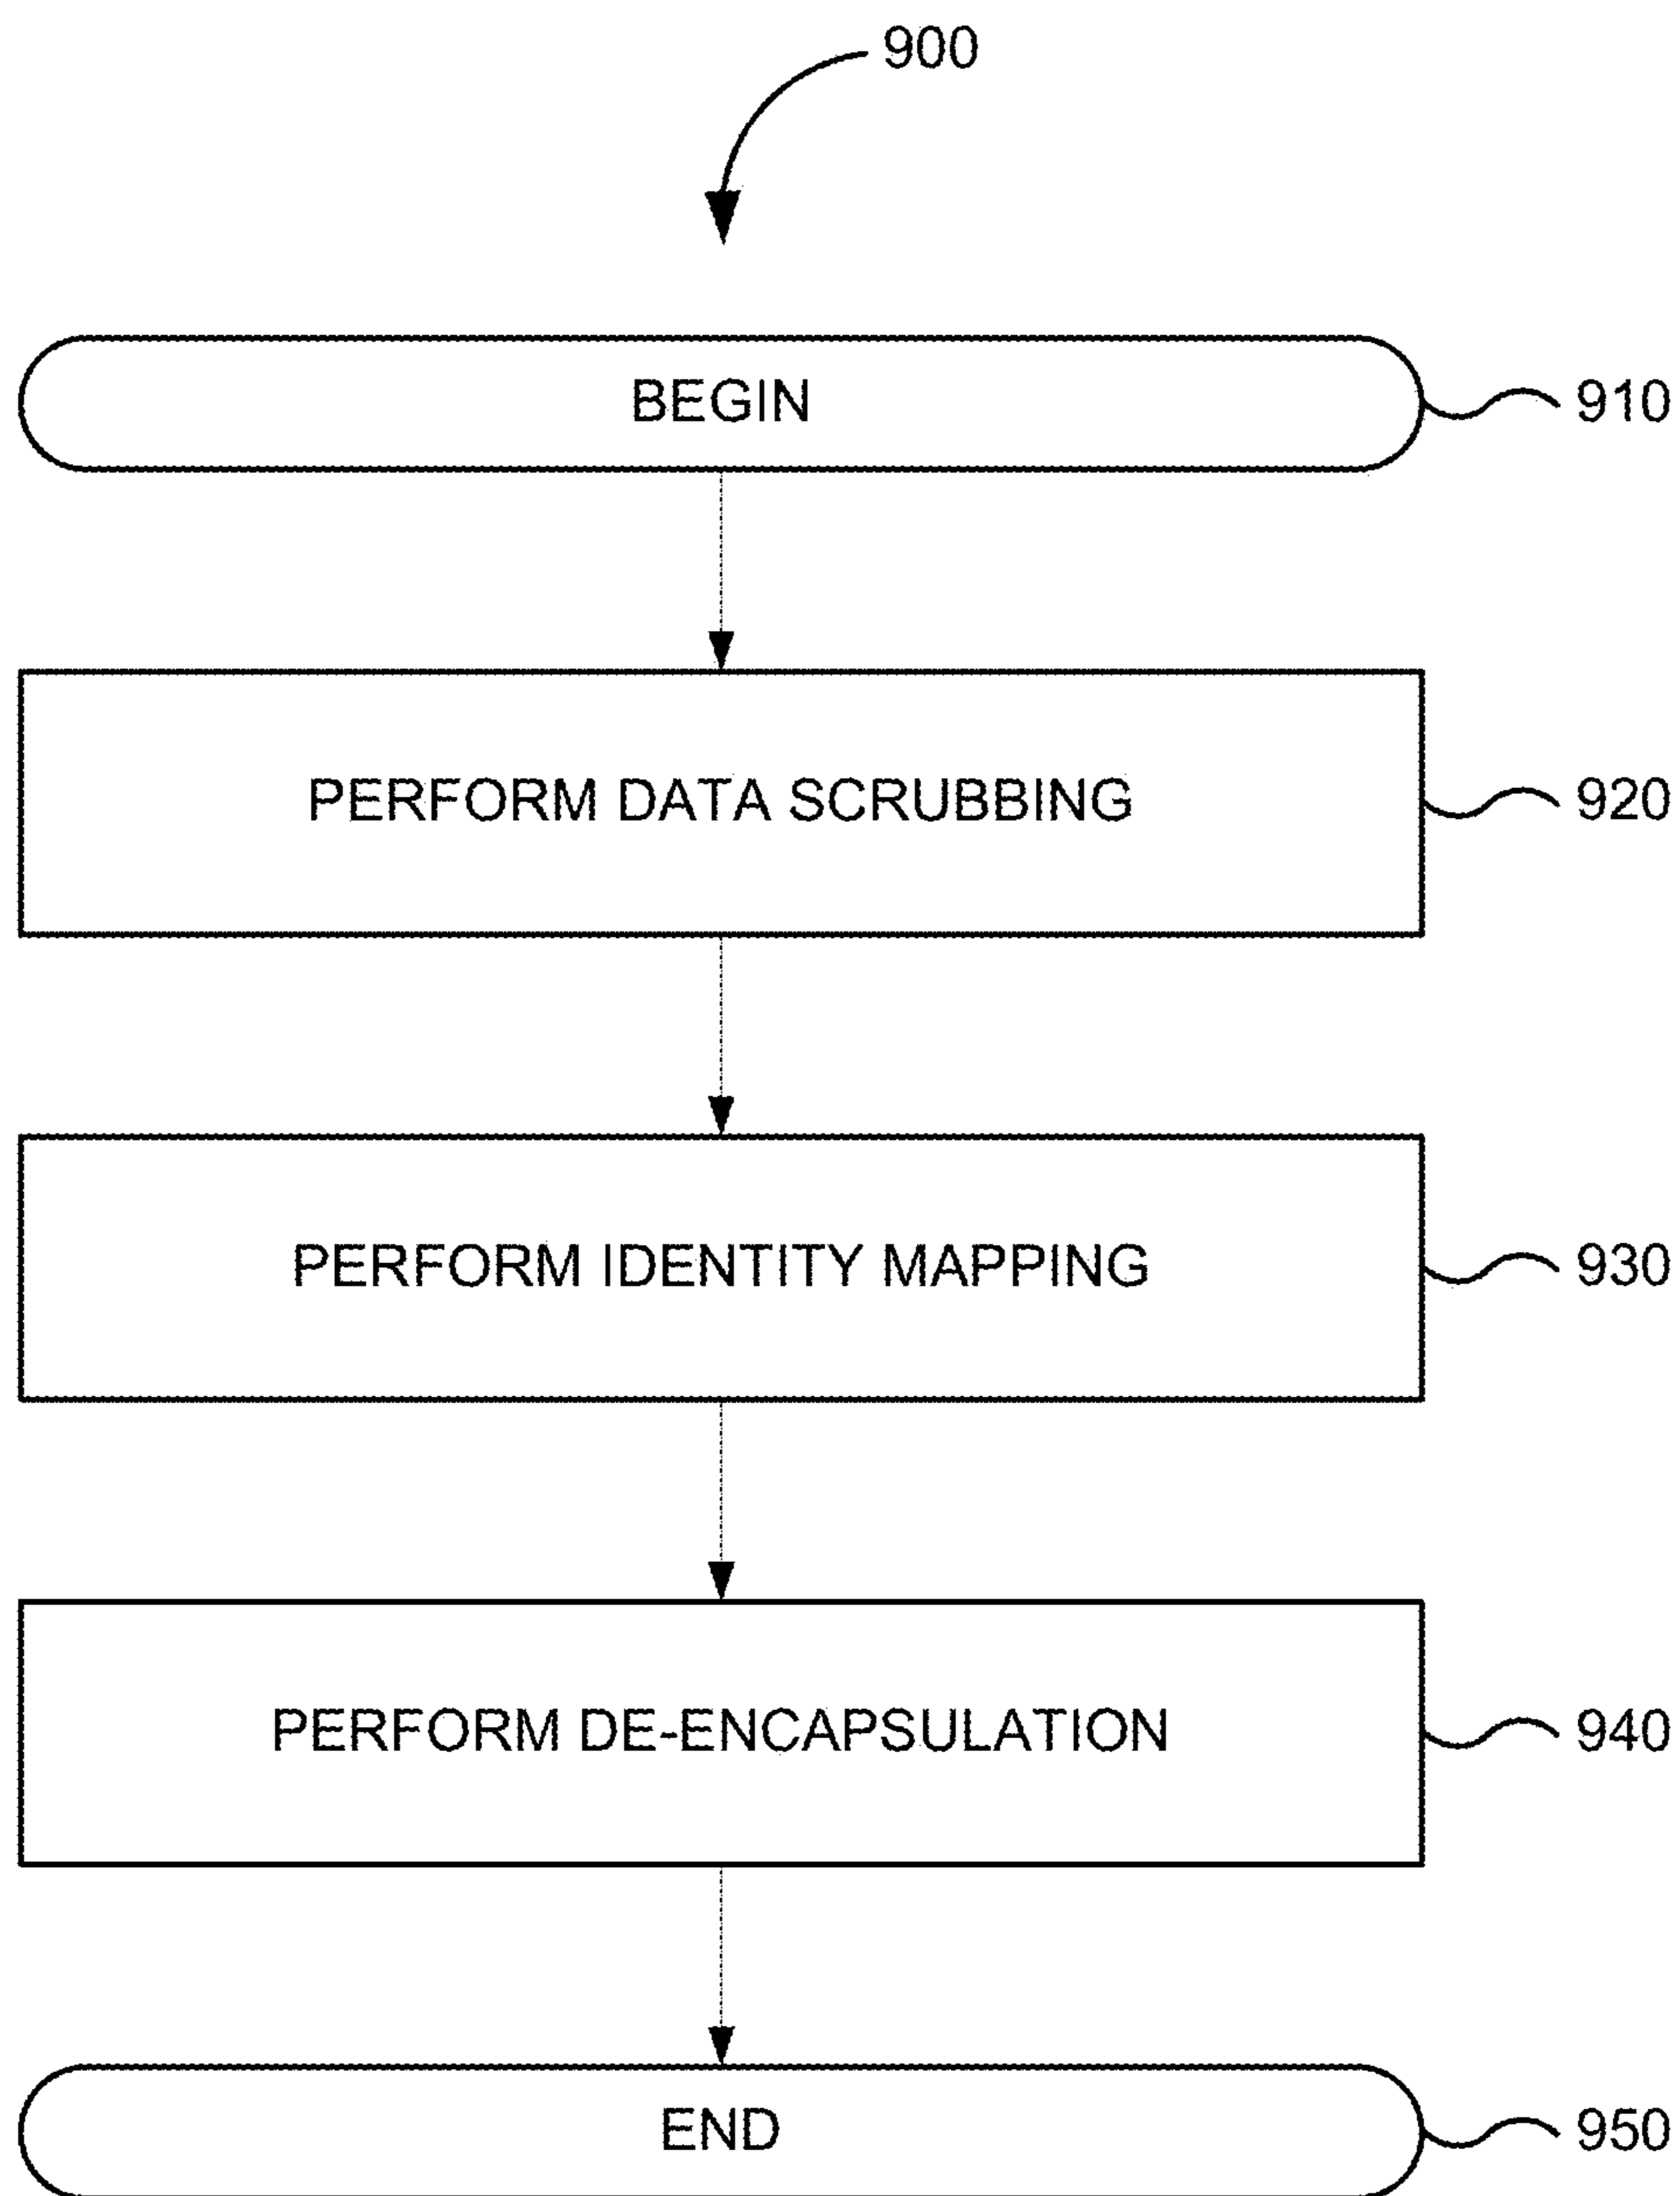 900
BEGIN
910
PERFORM DATA SCRUBBING
920
PERFORM IDENTITY MAPPING
930
PERFORM DE-ENCAPSULATION
940
END
950